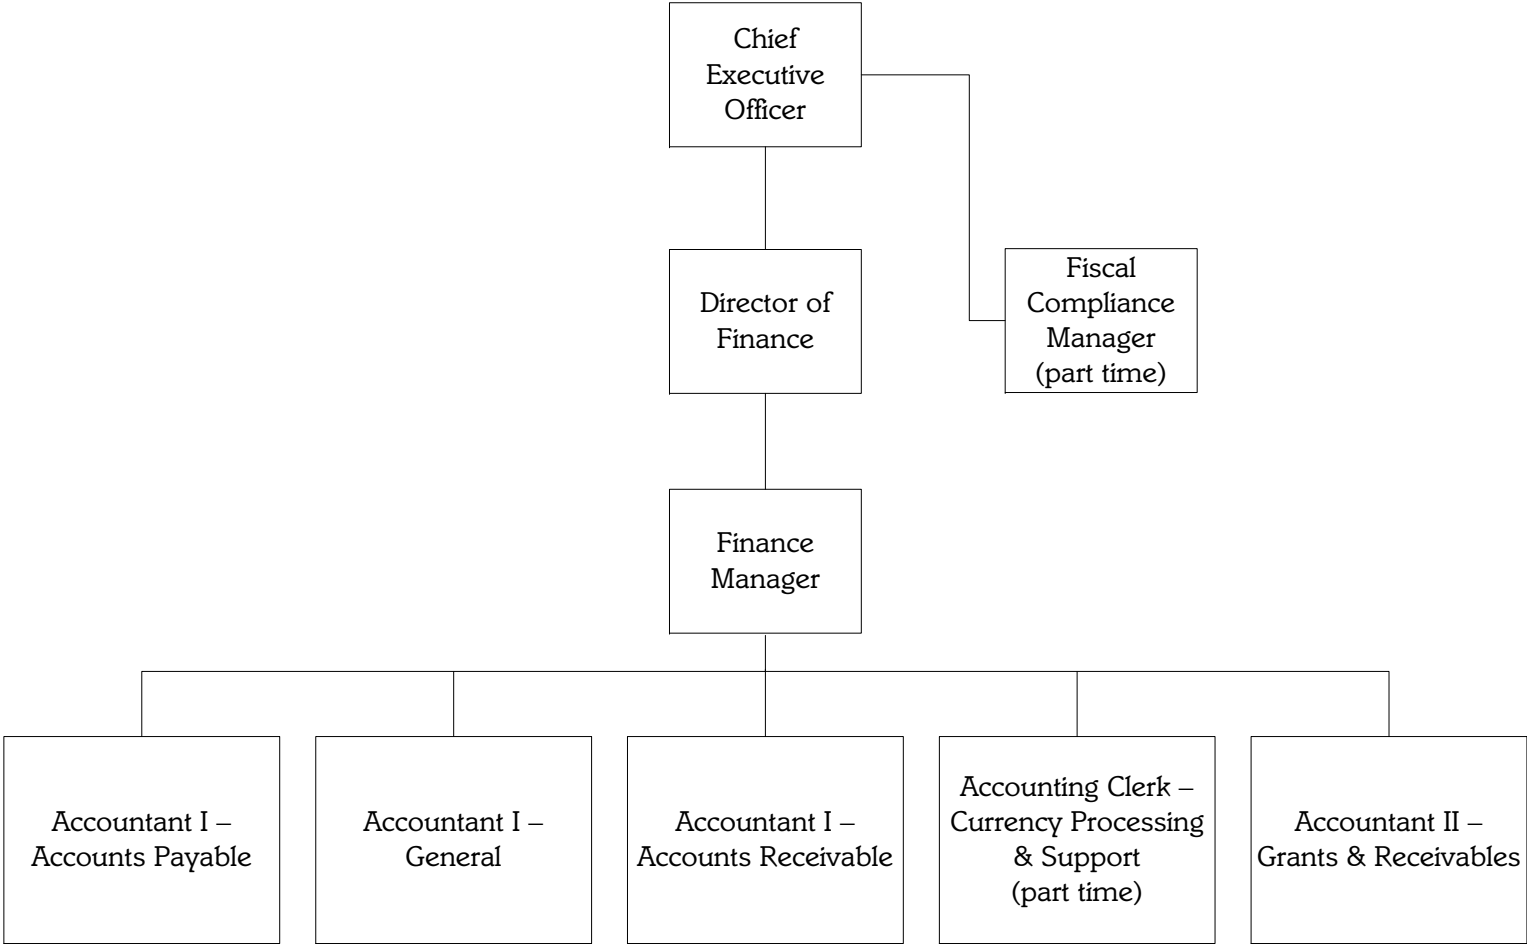 Chief
Executive
Officer
Director of
Finance
Fiscal
Compliance
Manager
(part time)
Finance
Manager
Accountant I –
Accounts Payable
Accountant I –
General
Accountant I –
Accounts Receivable
Accounting Clerk –
Currency Processing
& Support
(part time)
Accountant II –
Grants & Receivables